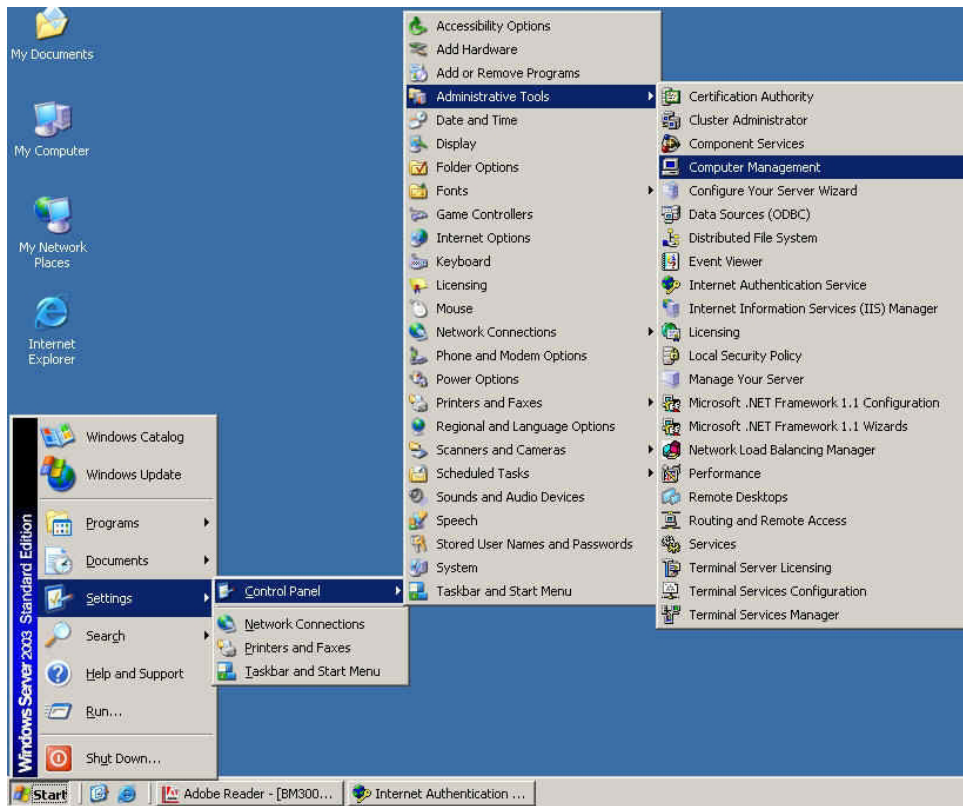 My Documents
My Computer
My Network
Places
Internet
Explorer
Windows Server 2003 Standard Edition
Windows Catalog
Windows Update
Programs
Documents
Settings
Search
Help and Support
Run...
Shut Down...
Control Panel
Network Connections
Printers and Faxes
Taskbar and Start Menu
Accessibility Options
Add Hardware
Add or Remove Programs
Administrative Tools
Date and Time
Display
Folder Options
Fonts
Game Controllers
Internet Options
Keyboard
Licensing
Mouse
Network Connections
Phone and Modem Options
Power Options
Printers and Faxes
Regional and Language Options
Scanners and Cameras
Scheduled Tasks
Sounds and Audio Devices
Speech
Stored User Names and Passwords
System
Taskbar and Start Menu
Certification Authority
Cluster Administrator
Component Services
Computer Management
Configure Your Server Wizard
Data Sources (ODBC)
Distributed File System
Event Viewer
Internet Authentication Service
Internet Information Services (IIS) Manager
Licensing
Local Security Policy
Manage Your Server
Microsoft .NET Framework 1.1 Configuration
Microsoft .NET Framework 1.1 Wizards
Network Load Balancing Manager
Performance
Remote Desktops
Routing and Remote Access
Services
Terminal Server Licensing
Terminal Services Configuration
Terminal Services Manager
Start
Adobe Reader - [BM300...
Internet Authentication ...